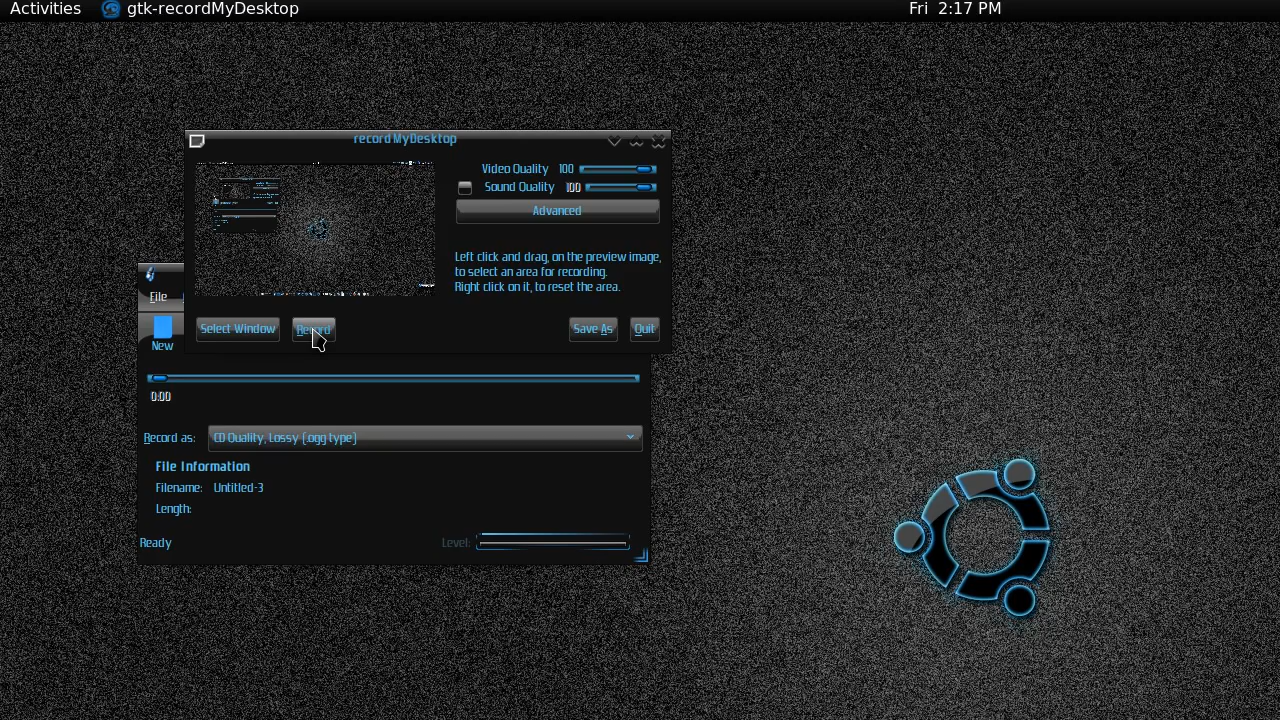 Activities gtk-recordMyDesktop Fri 2:17 PM
recordMyDesktop
Video Quality 100
Sound Quality 100
Advanced
Left click and drag, on the preview image,
to select an area for recording.
Right click on it, to reset the area.
Select Window Record Save As Quit
File
New
0:00
Record as: CD Quality, Lossy (.ogg type)
File Information
Filename: Untitled-3
Length:
Ready Level: